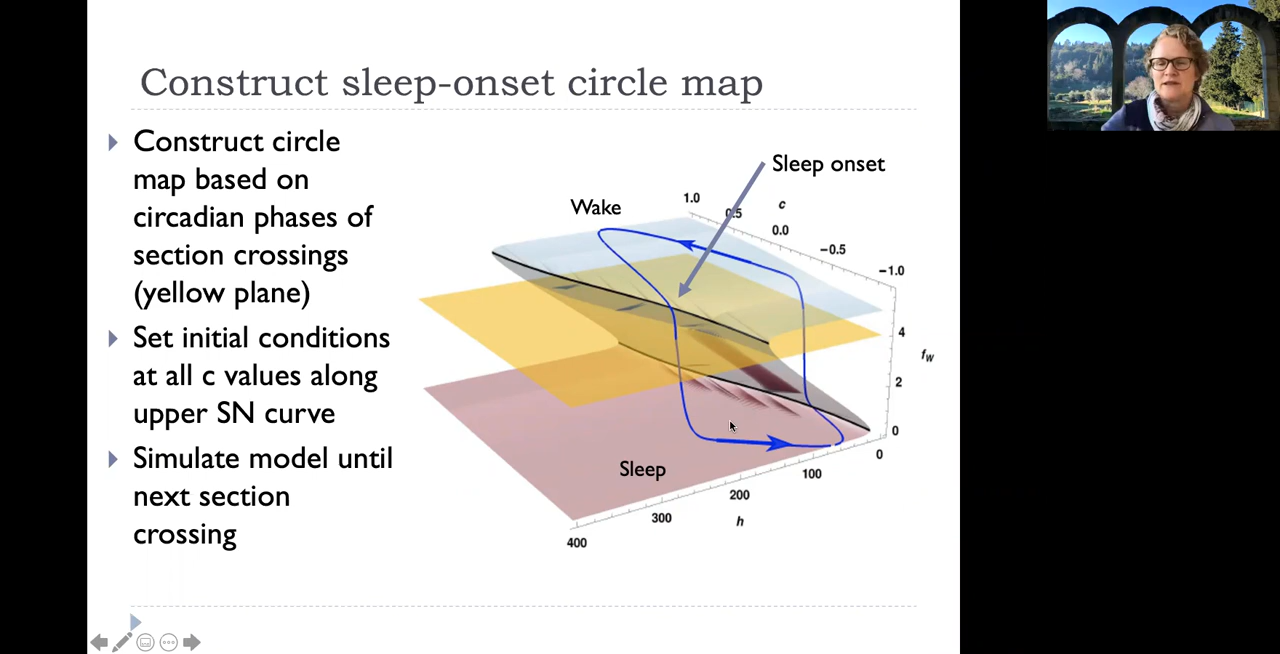 Construct sleep-onset circle map
Construct circle
map based on
circadian phases of
section crossings
(yellow plane)
Set initial conditions
at all c values along
upper SN curve
Simulate model until
next section
crossing
Sleep onset
Wake
1.0
0.5
c
0.0
−0.5
−1.0
4
fW
2
0
Sleep
0
100
200
300
h
400